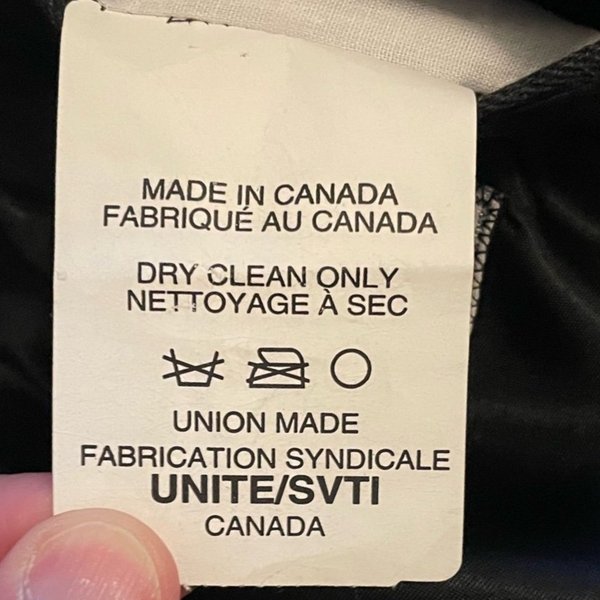 MADE IN CANADA
FABRIQUÉ AU CANADA
DRY CLEAN ONLY
NETTOYAGE À SEC
UNION MADE
FABRICATION SYNDICALE
UNITE/SVTI
CANADA